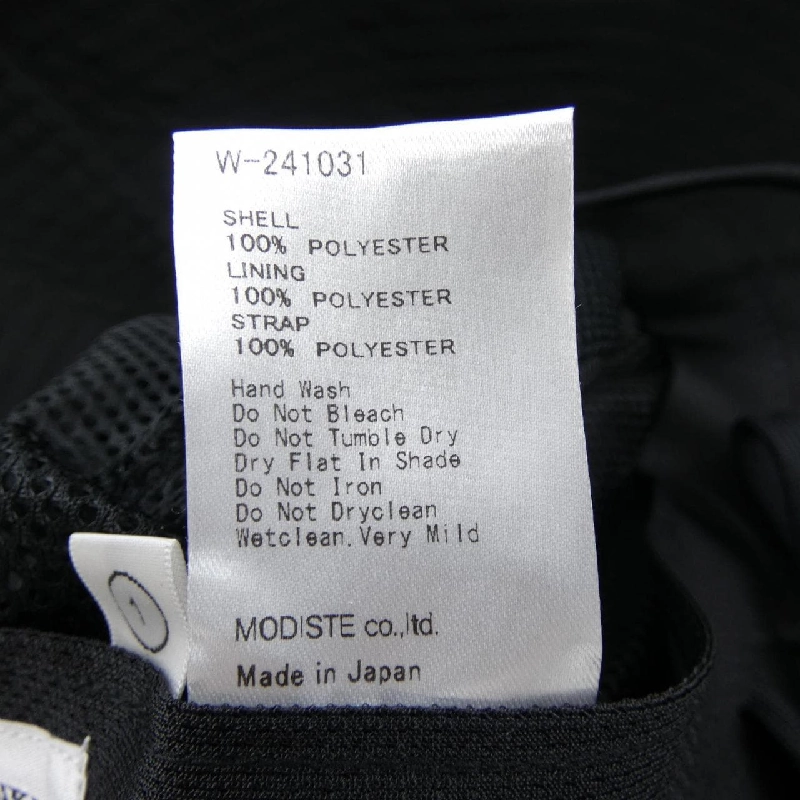 W-241031
SHELL
100% POLYESTER
LINING
100% POLYESTER
STRAP
100% POLYESTER
Hand Wash
Do Not Bleach
Do Not Tumble Dry
Dry Flat In Shade
Do Not Iron
Do Not Dryclean
Wetclean.Very Mild
MODISTE co.,ltd.
Made in Japan
1